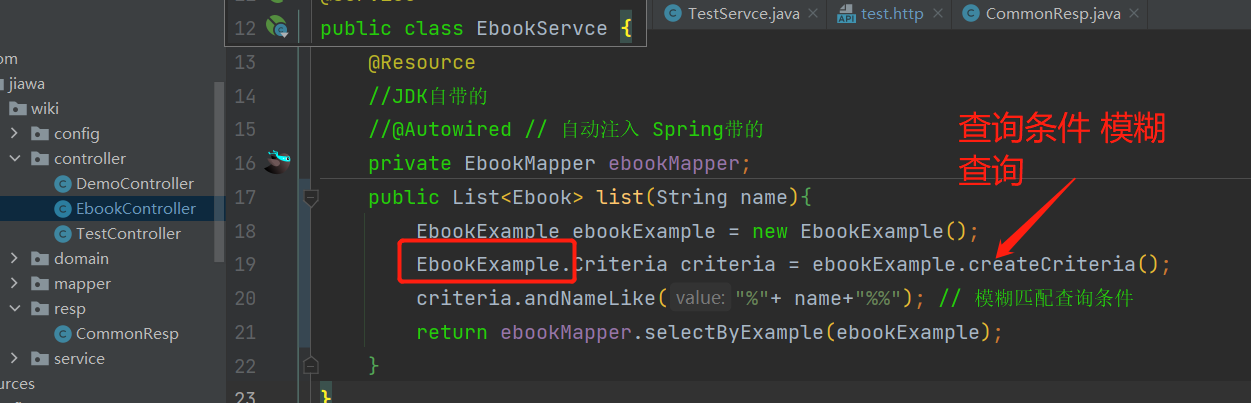 @Service
12 public class EbookServce {
TestServce.java
test.http
CommonResp.java
om
jiawa
wiki
config
controller
DemoController
EbookController
TestController
domain
mapper
resp
CommonResp
service
urces
13 @Resource
14 //JDK自带的
15 //@Autowired // 自动注入 Spring带的
16 private EbookMapper ebookMapper;
17 public List<Ebook> list(String name){
18 EbookExample ebookExample = new EbookExample();
19 EbookExample.Criteria criteria = ebookExample.createCriteria();
20 criteria.andNameLike( value: "%"+ name+"%%"); // 模糊匹配查询条件
21 return ebookMapper.selectByExample(ebookExample);
22 }
23 }
查询条件 模糊
查询
API